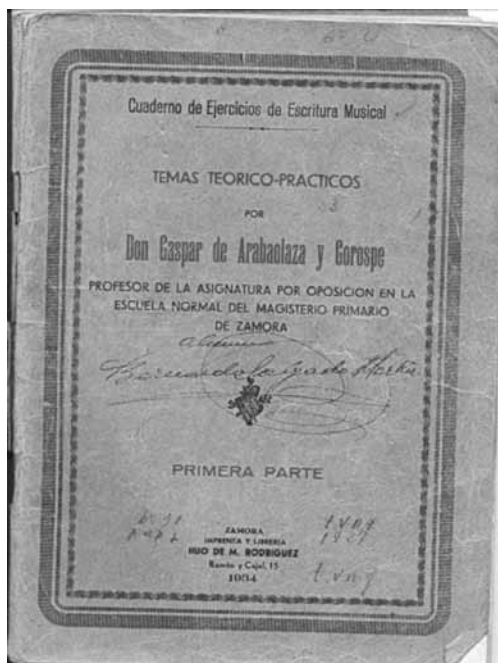 Cuaderno de Ejercicios de Escritura Musical
TEMAS TEORICO-PRACTICOS
POR
Don Gaspar de Arabaolaza y Gorospe
PROFESOR DE LA ASIGNATURA POR OPOSICION EN LA
ESCUELA NORMAL DEL MAGISTERIO PRIMARIO
DE ZAMORA
PRIMERA PARTE
ZAMORA
IMPRENTA Y LIBRERIA
HIJO DE M. RODRIGUEZ
Ramón y Cajal, 15
1934